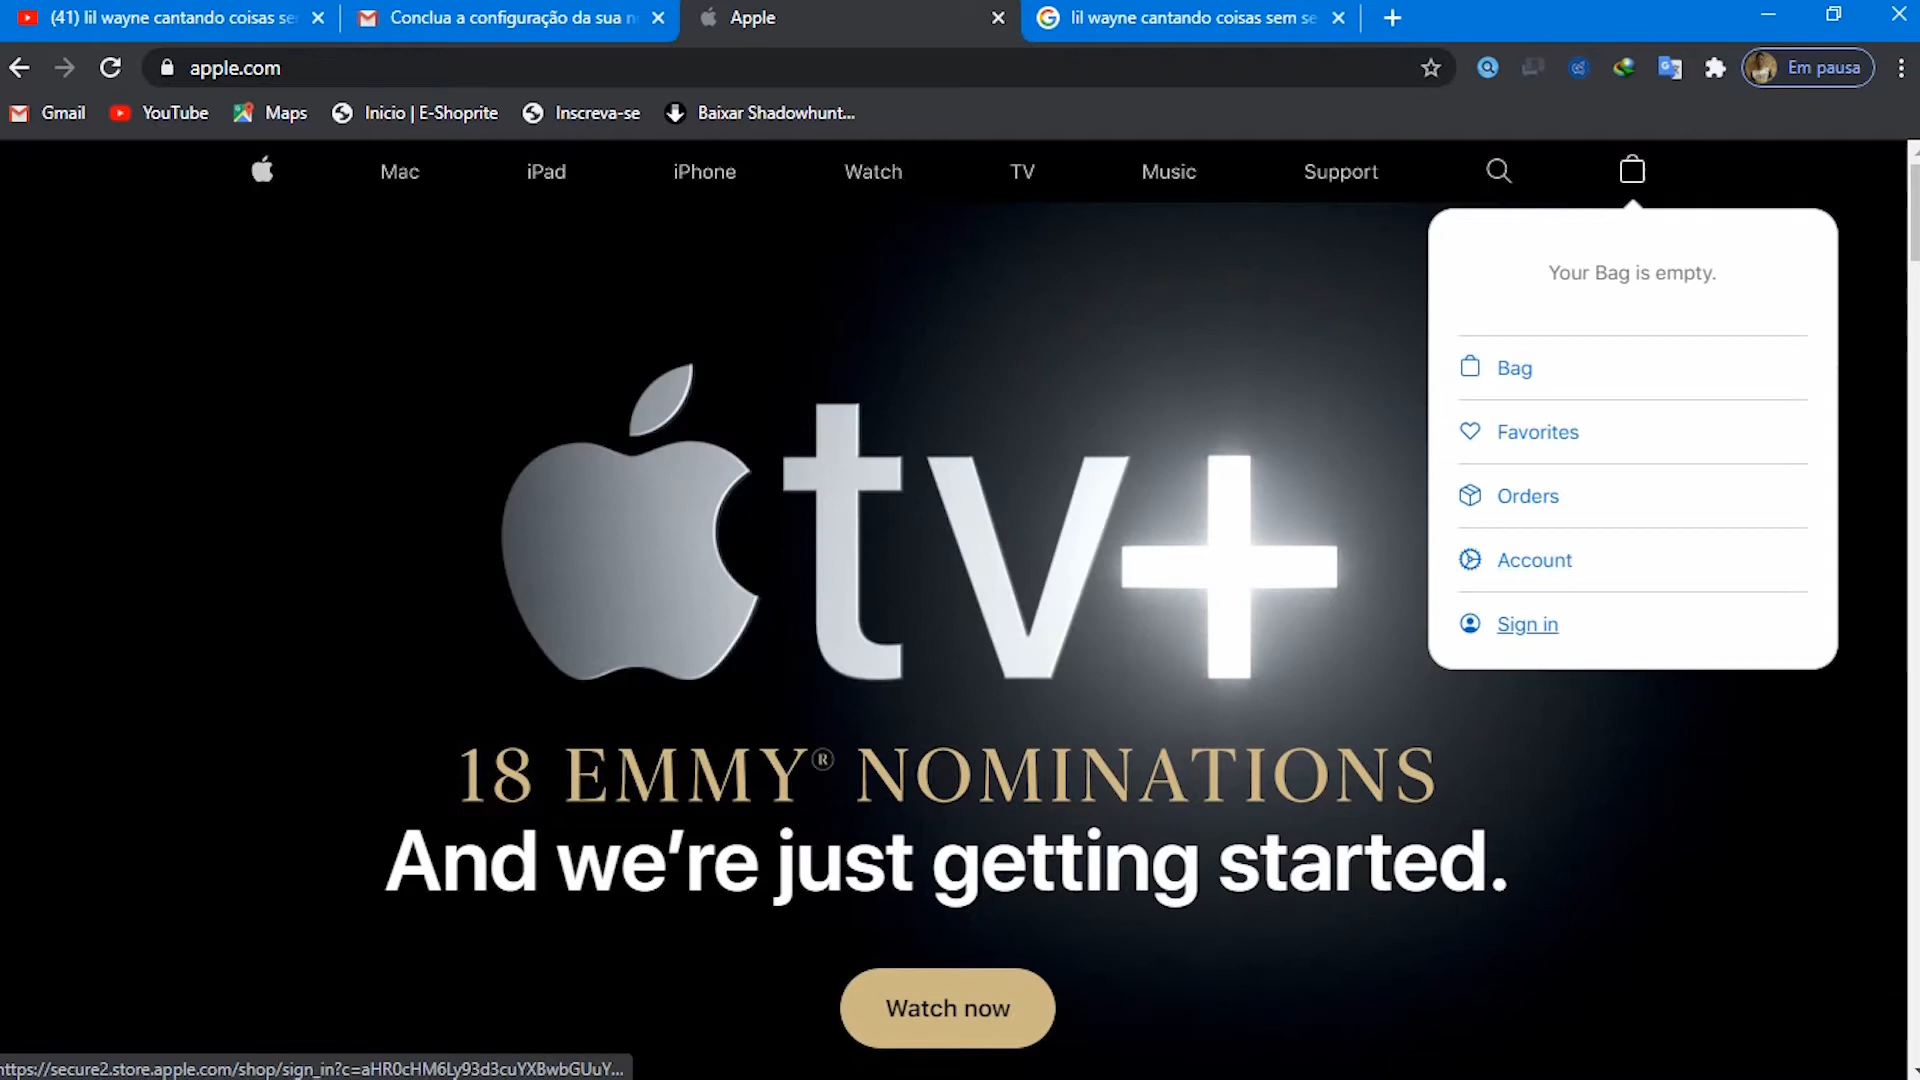 (41) lil wayne cantando coisas se
Conclua a configuração da sua n
Apple
lil wayne cantando coisas sem se
apple.com
Em pausa
Gmail
YouTube
Maps
Inicio | E-Shoprite
Inscreva-se
Baixar Shadowhunt...
Mac
iPad
iPhone
Watch
TV
Music
Support
Your Bag is empty.
Bag
Favorites
Orders
Account
Sign in
tv+
18 EMMY® NOMINATIONS
And we’re just getting started.
Watch now
https://secure2.store.apple.com/shop/sign_in?c=aHR0cHM6Ly93d3cuYXBwbGUuY...